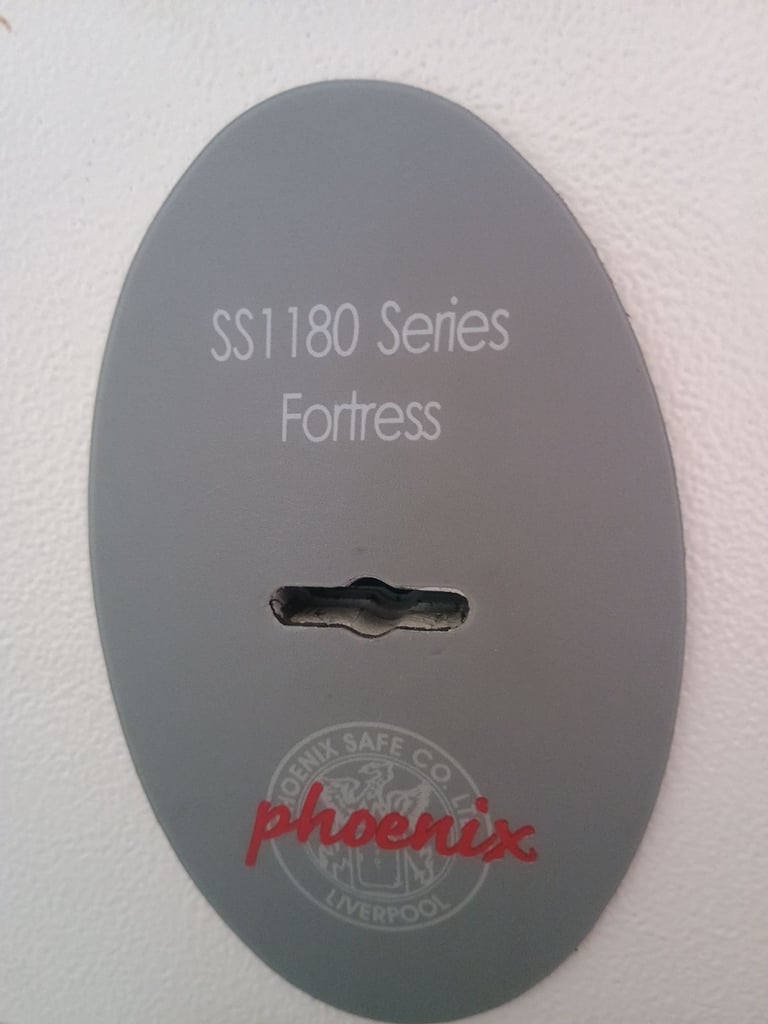 SS1180 Series
Fortress
PHOENIX SAFE CO. LTD
phoenix
LIVERPOOL